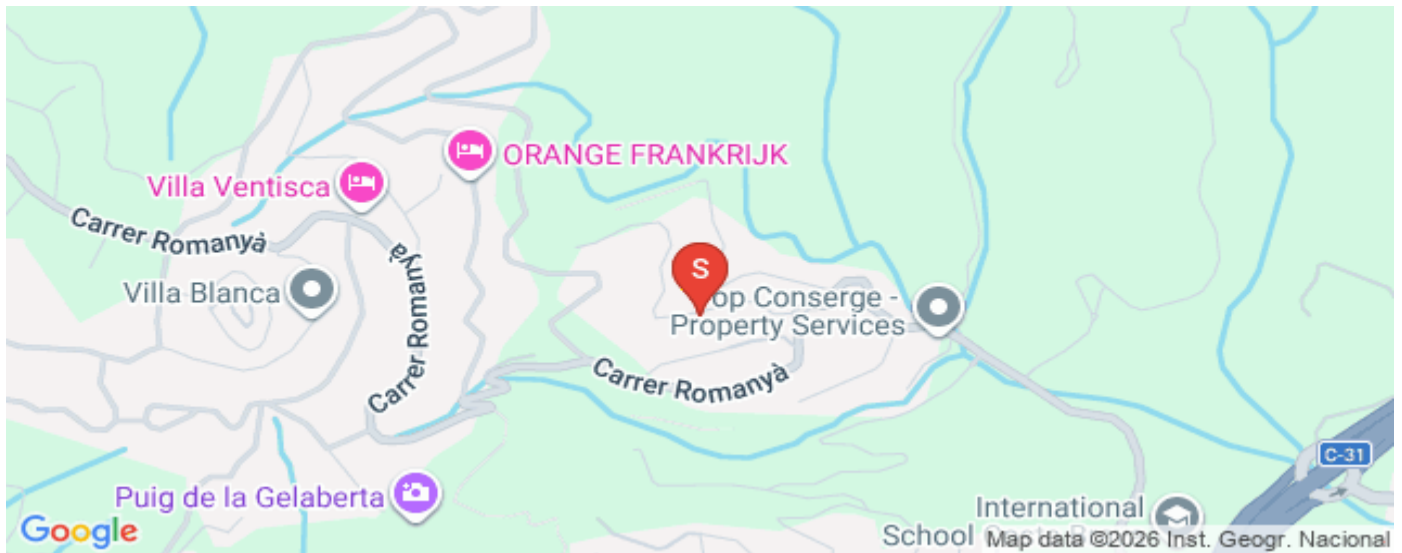 ORANGE FRANKRIJK
Villa Ventisca
Carrer Romanyà
Carrer Romanyà
S
Villa Blanca
op Conserge -
Property Services
Carrer Romanyà
C-31
Puig de la Gelaberta
International
School
Google
Map data ©2026 Inst. Geogr. Nacional